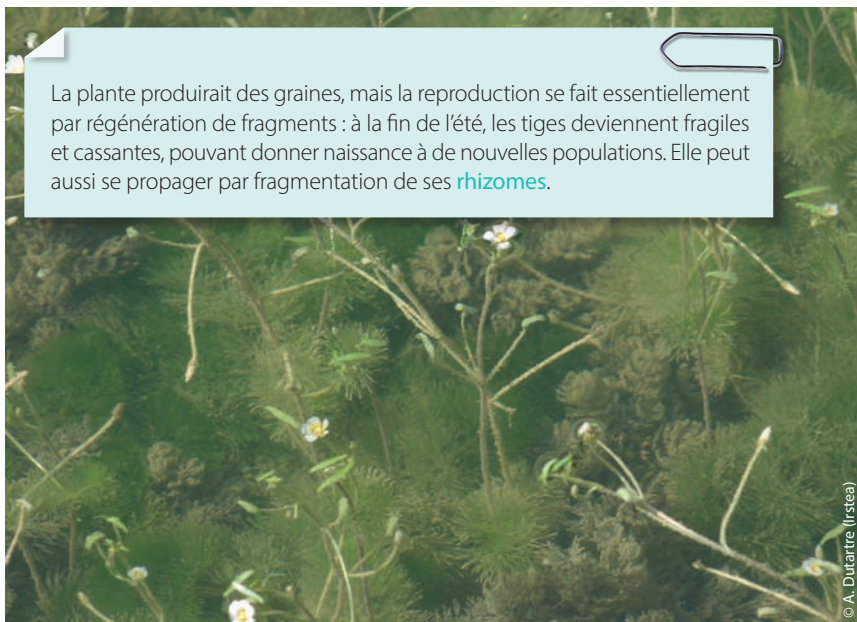 La plante produirait des graines, mais la reproduction se fait essentiellement
par régénération de fragments : à la fin de l’été, les tiges deviennent fragiles
et cassantes, pouvant donner naissance à de nouvelles populations. Elle peut
aussi se propager par fragmentation de ses rhizomes.
© A. Dutartre (Irstea)